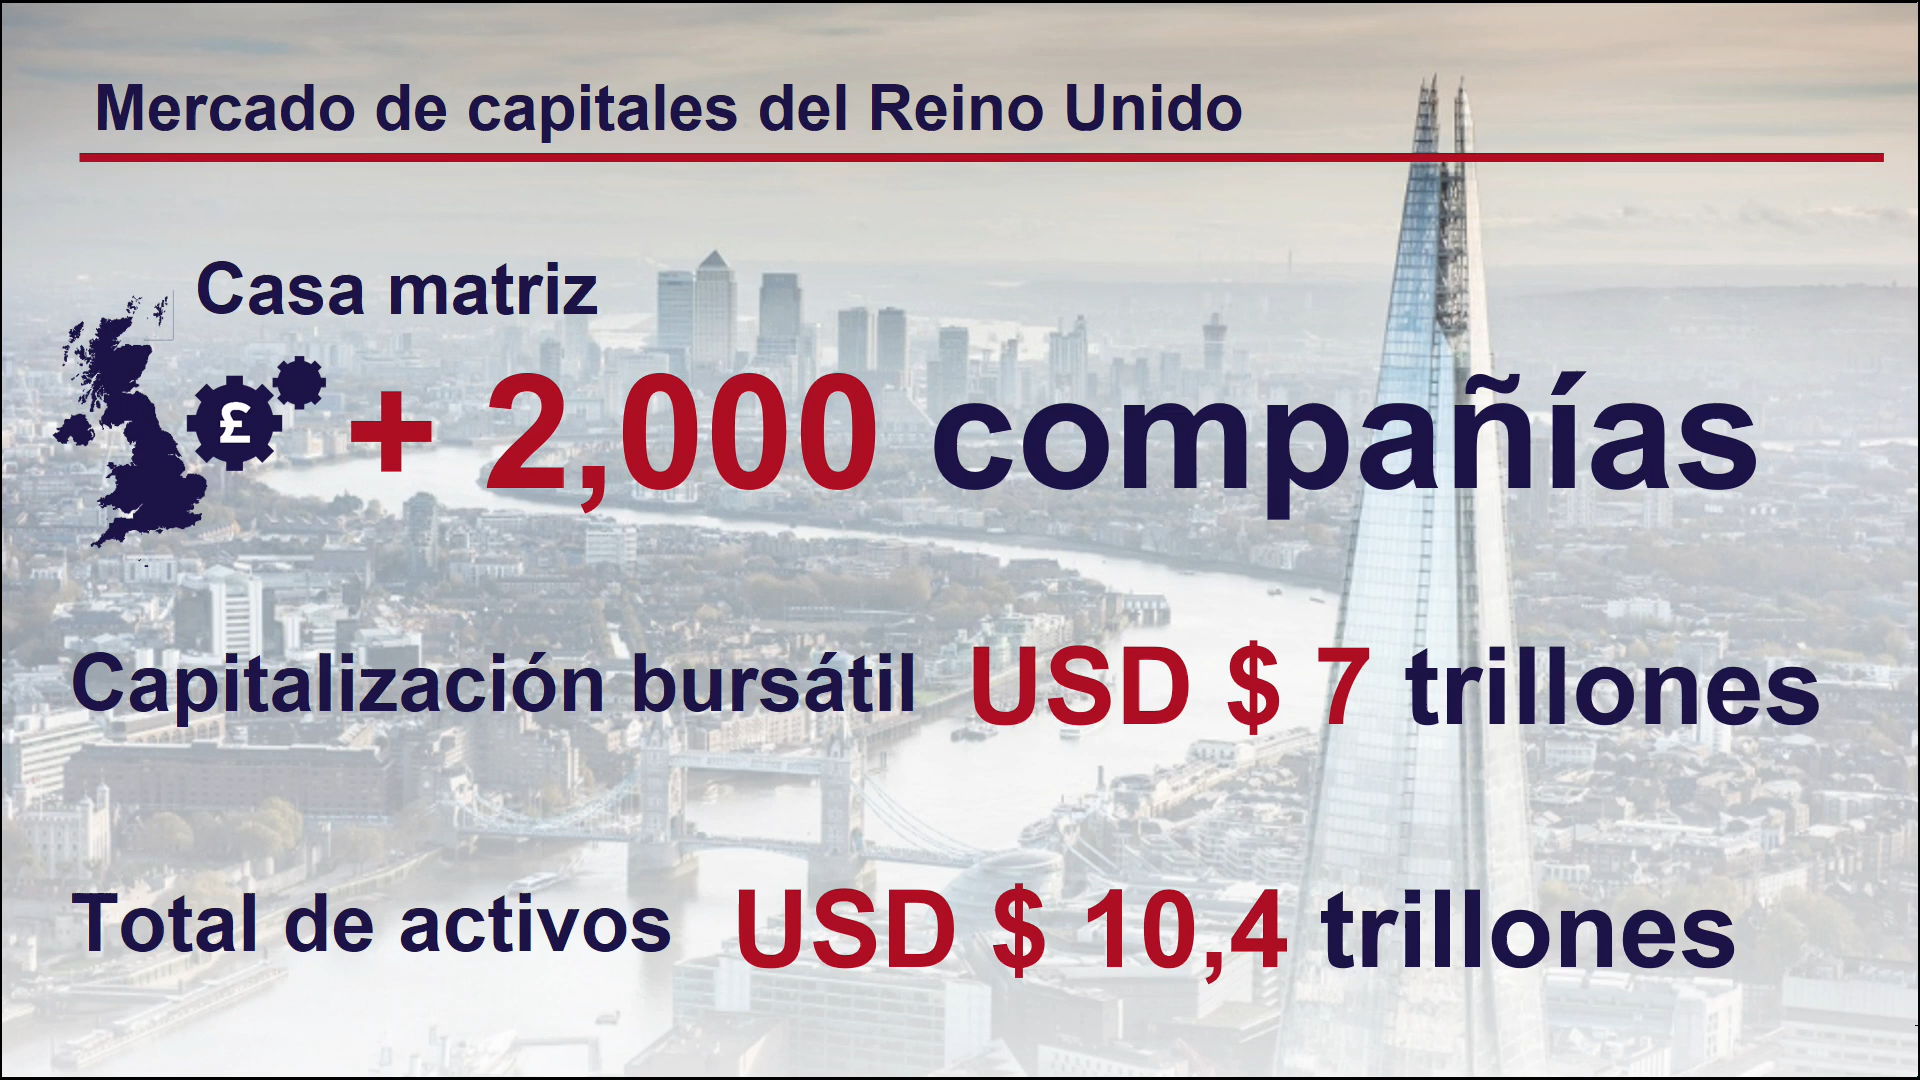 Mercado de capitales del Reino Unido
Casa matriz
£
+ 2,000 compañías
Capitalización bursátil USD $ 7 trillones
Total de activos USD $ 10,4 trillones